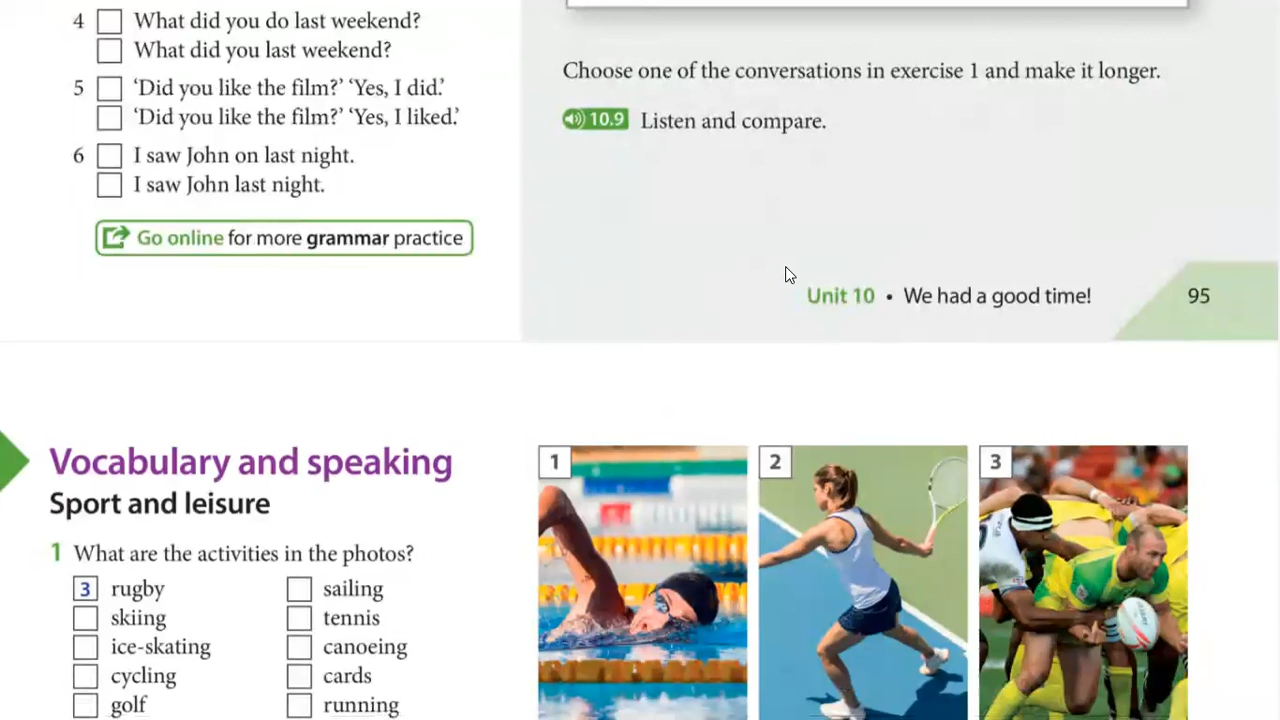 4 What did you do last weekend?
What did you last weekend?
5 ‘Did you like the film?’ ‘Yes, I did.’
‘Did you like the film?’ ‘Yes, I liked.’
6 I saw John on last night.
I saw John last night.
Go online for more grammar practice
Choose one of the conversations in exercise 1 and make it longer.
10.9 Listen and compare.
Unit 10 • We had a good time! 95
Vocabulary and speaking
Sport and leisure
1 What are the activities in the photos?
3 rugby
skiing
ice-skating
cycling
golf
sailing
tennis
canoeing
cards
running
1
2
3